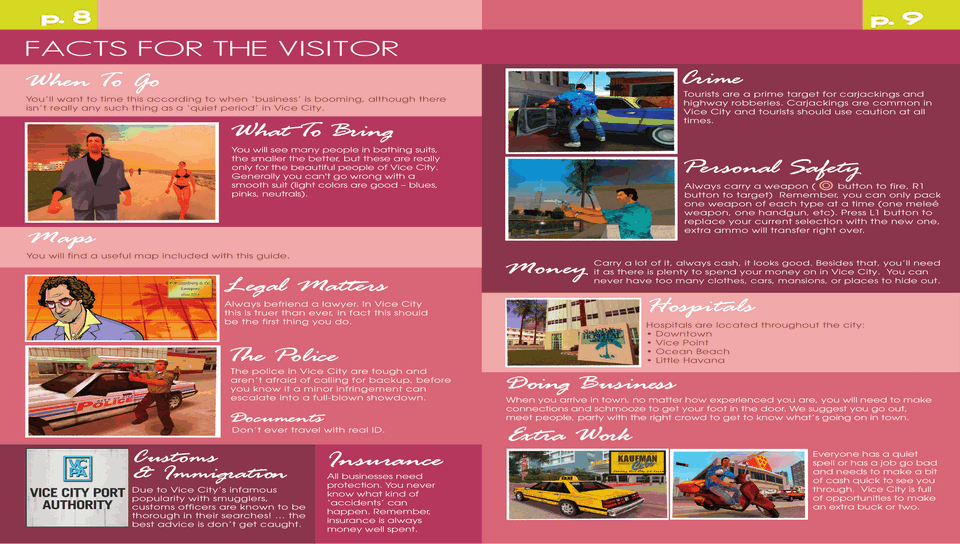 p. 8
FACTS FOR THE VISITOR
When To Go
You'll want to time this according to when 'business' is booming, although there
isn't really any such thing as a 'quiet period' in Vice City.
What To Bring
You will see many people in bathing suits,
the smaller the better, but these are really
only for the beautiful people of Vice City.
Generally you can't go wrong with a
smooth suit (light colors are good – blues,
pinks, neutrals).
Maps
You will find a useful map included with this guide.
Legal Matters
Always befriend a lawyer. In Vice City
this is truer than ever, in fact this should
be the first thing you do.
The Police
POLICE
The police in Vice City are tough and
aren't afraid of calling for backup, before
you know it a minor infringement can
escalate into a full-blown showdown.
Documents
Don't ever travel with real ID.
VCPA
VICE CITY PORT
AUTHORITY
Customs
& Immigration
Due to Vice City's infamous
popularity with smugglers,
customs officers are known to be
thorough in their searches! ... the
best advice is don't get caught.
Insurance
All businesses need
protection. You never
know what kind of
'accidents' can
happen. Remember,
insurance is always
money well spent.
p. 9
Crime
Tourists are a prime target for carjackings and
highway robberies. Carjackings are common in
Vice City and tourists should use caution at all
times.
Personal Safety
Always carry a weapon ( button to fire, R1
button to target) Remember, you can only pack
one weapon of each type at a time (one meleé
weapon, one handgun, etc). Press L1 button to
replace your current selection with the new one,
extra ammo will transfer right over.
Money
Carry a lot of it, always cash, it looks good. Besides that, you'll need
it as there is plenty to spend your money on in Vice City. You can
never have too many clothes, cars, mansions, or places to hide out.
Hospitals
Hospitals are located throughout the city:
• Downtown
• Vice Point
• Ocean Beach
• Little Havana
Doing Business
When you arrive in town, no matter how experienced you are, you will need to make
connections and schmooze to get your foot in the door. We suggest you go out,
meet people, party with the right crowd to get to know what's going on in town.
Extra Work
KAUFMAN
TAXI
Everyone has a quiet
spell or has a job go bad
and needs to make a bit
of cash quick to see you
through. Vice City is full
of opportunities to make
an extra buck or two.